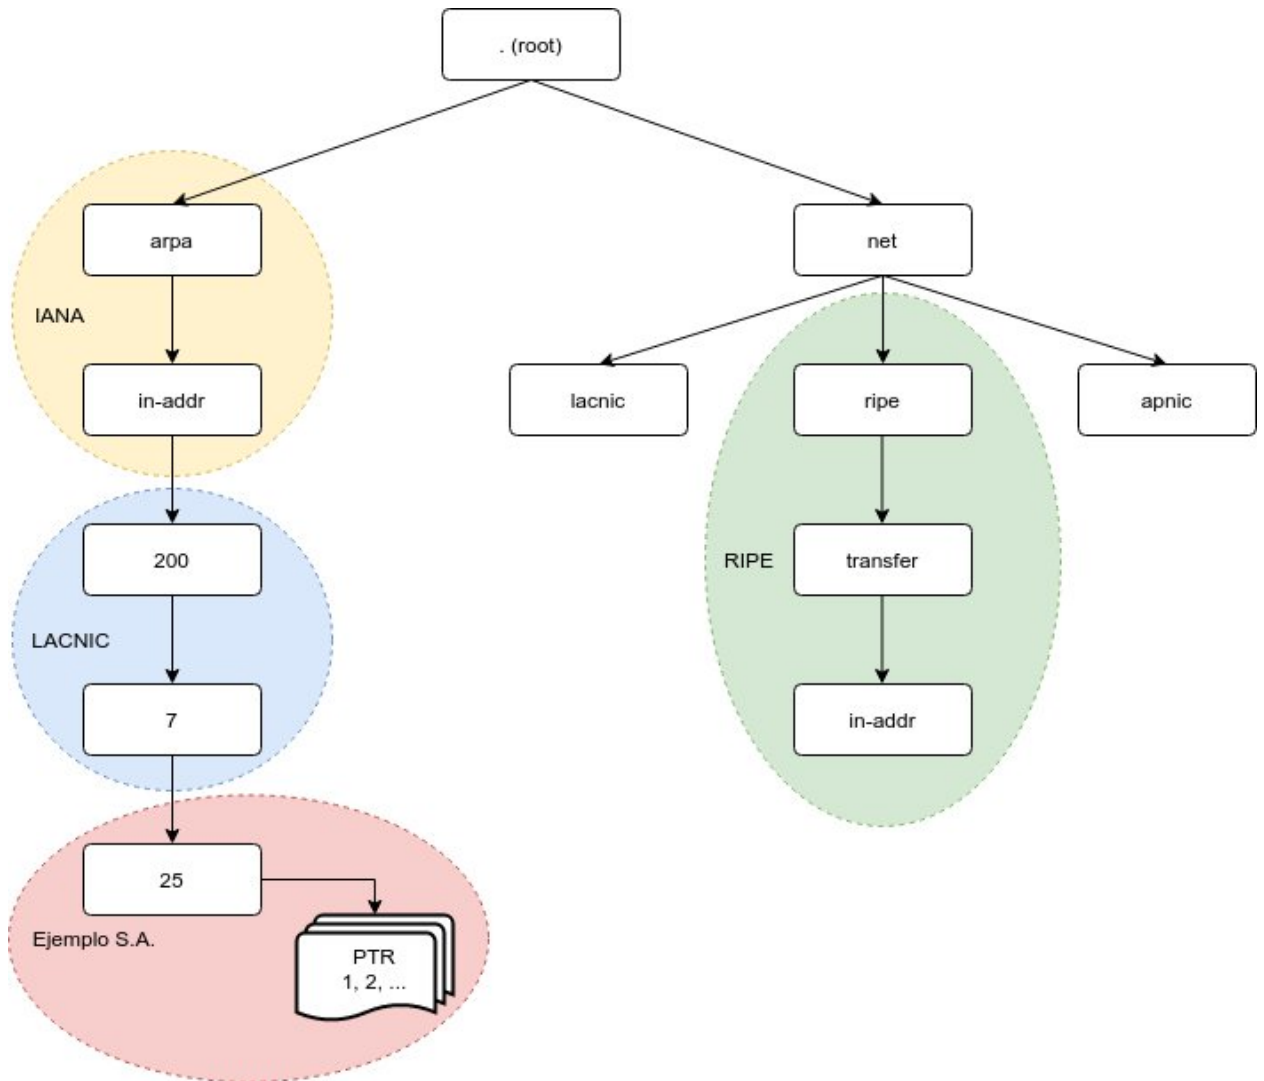 . (root)
arpa
net
IANA
in-addr
lacnic
ripe
apnic
200
RIPE
transfer
LACNIC
7
in-addr
25
Ejemplo S.A.
PTR
1, 2, ...